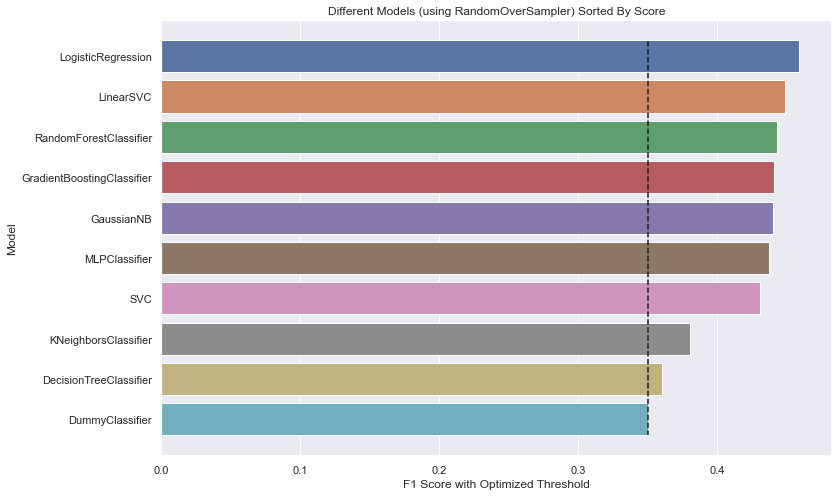 Different Models (using RandomOverSampler) Sorted By Score
Model
LogisticRegression
LinearSVC
RandomForestClassifier
GradientBoostingClassifier
GaussianNB
MLPClassifier
SVC
KNeighborsClassifier
DecisionTreeClassifier
DummyClassifier
0.0 0.1 0.2 0.3 0.4
F1 Score with Optimized Threshold